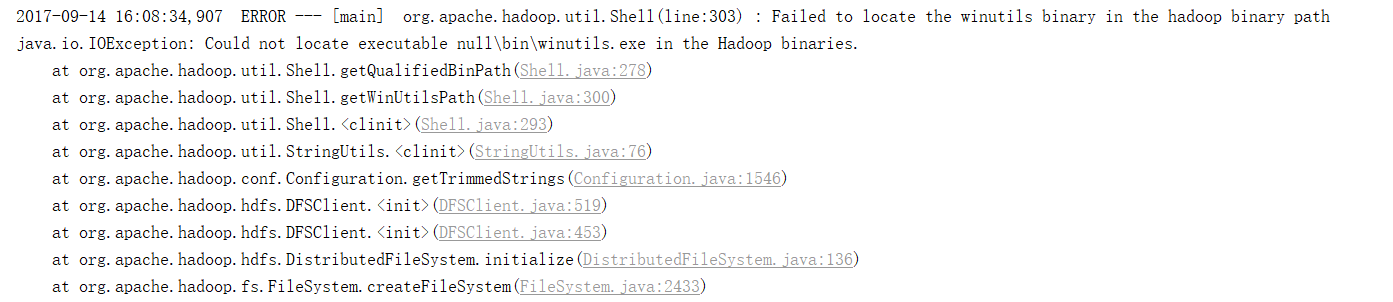 2017-09-14 16:08:34,907  ERROR --- [main]  org.apache.hadoop.util.Shell(line:303) : Failed to locate the winutils binary in the hadoop binary path
java.io.IOException: Could not locate executable null\bin\winutils.exe in the Hadoop binaries.
    at org.apache.hadoop.util.Shell.getQualifiedBinPath(Shell.java:278)
    at org.apache.hadoop.util.Shell.getWinUtilsPath(Shell.java:300)
    at org.apache.hadoop.util.Shell.<clinit>(Shell.java:293)
    at org.apache.hadoop.util.StringUtils.<clinit>(StringUtils.java:76)
    at org.apache.hadoop.conf.Configuration.getTrimmedStrings(Configuration.java:1546)
    at org.apache.hadoop.hdfs.DFSClient.<init>(DFSClient.java:519)
    at org.apache.hadoop.hdfs.DFSClient.<init>(DFSClient.java:453)
    at org.apache.hadoop.hdfs.DistributedFileSystem.initialize(DistributedFileSystem.java:136)
    at org.apache.hadoop.fs.FileSystem.createFileSystem(FileSystem.java:2433)